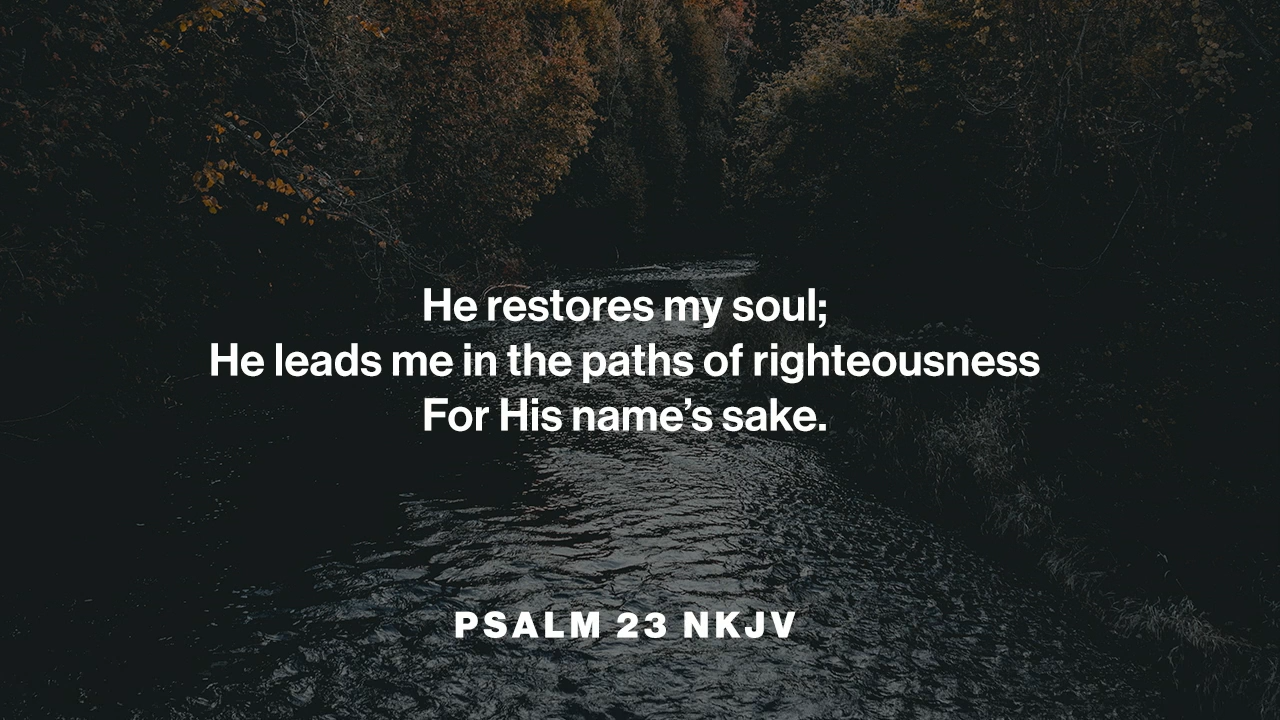 He restores my soul;
He leads me in the paths of righteousness
For His name’s sake.
PSALM 23 NKJV